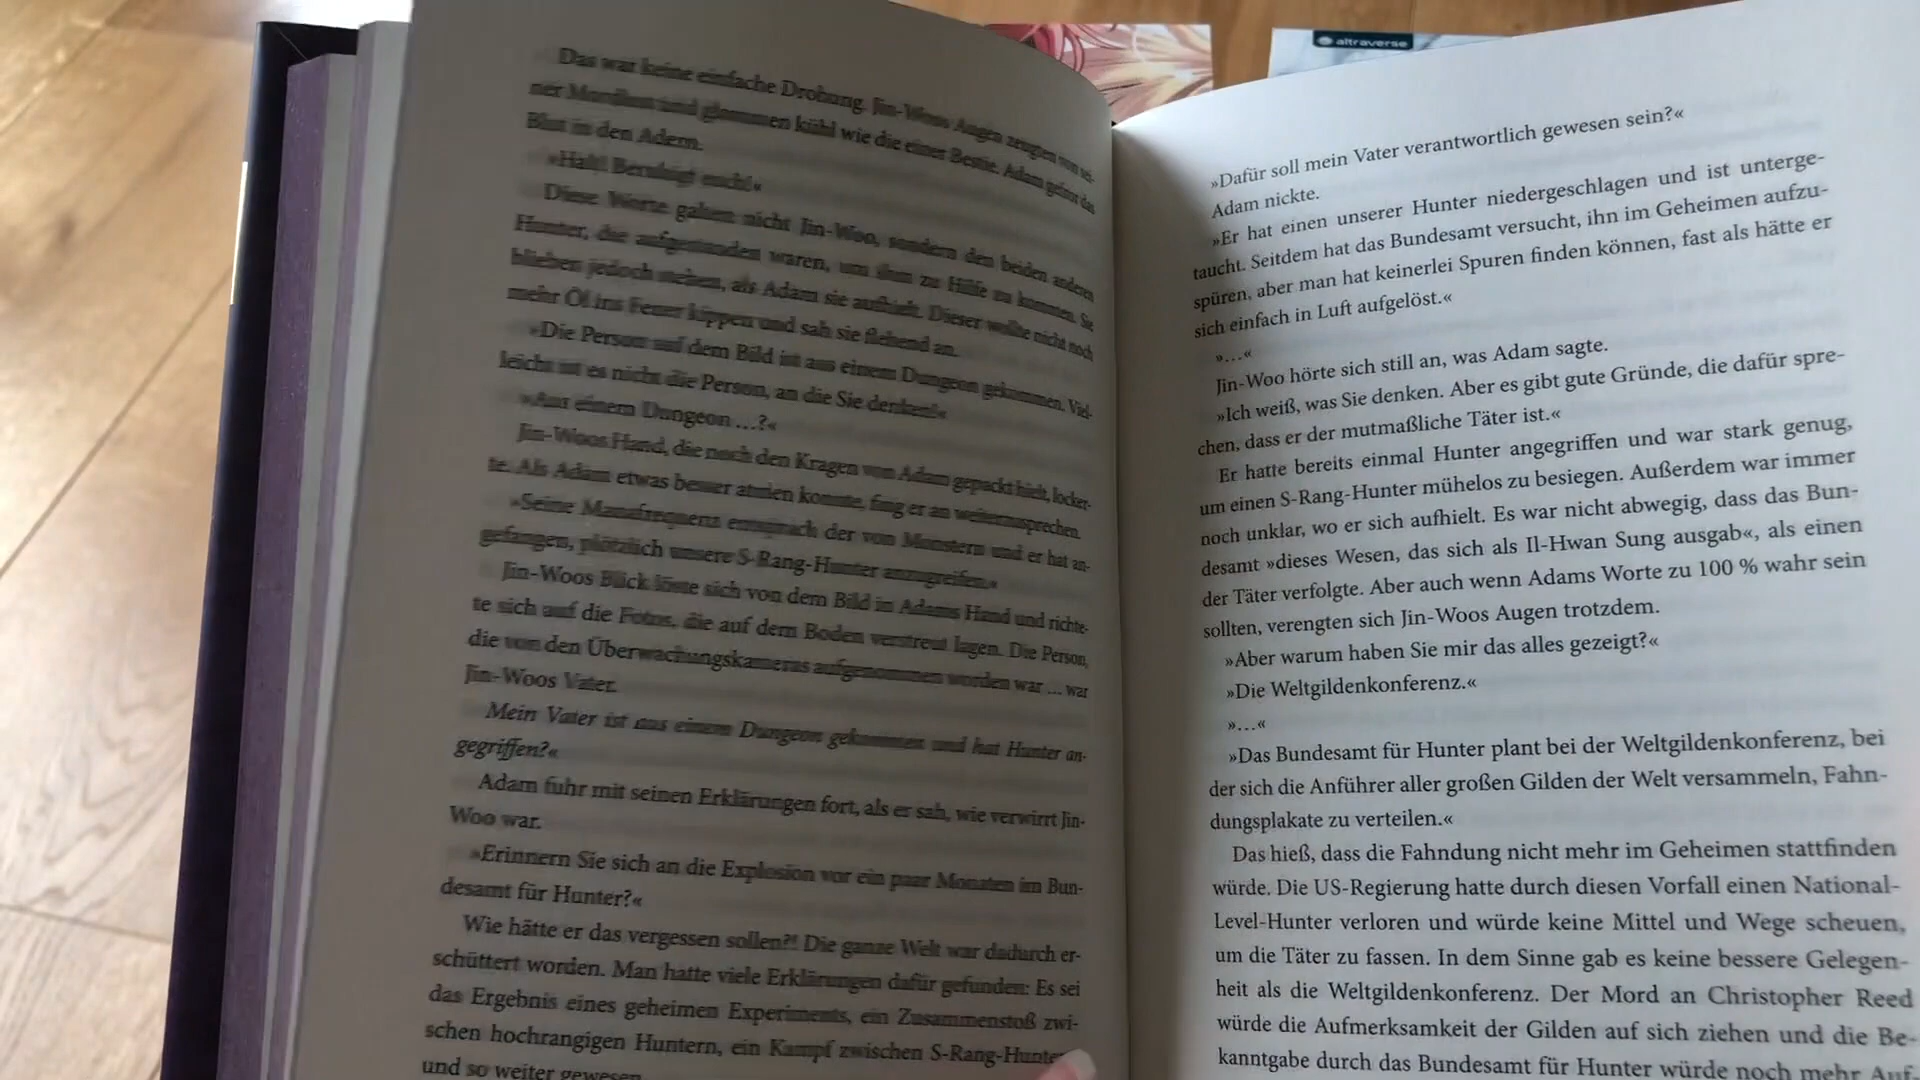 Das war keine einfache Drohung. Jin-Woos Augen zeugten von sei-
ner Mordlust und glommen kühl wie die einer Bestie. Adam gefror das
Blut in den Adern.
»Halt! Beruhigt euch!«
Diese Worte galten nicht Jin-Woo, sondern den beiden anderen
Hunter, die aufgestanden waren, um ihm zu Hilfe zu kommen. Sie
blieben jedoch stehen, als Adam sie aufhielt. Dieser wollte nicht noch
mehr Öl ins Feuer kippen und sah sie flehend an.
»Die Person auf dem Bild ist aus einem Dungeon gekommen. Viel-
leicht ist es nicht die Person, an die Sie denken!«
»Aus einem Dungeon …?«
Jin-Woos Hand, die noch den Kragen von Adam gepackt hielt, locker-
te. Als Adam etwas besser atmen konnte, fing er an weiterzusprechen.
»Seine Manafrequenz entsprach der von Monstern und er hat an-
gefangen, plötzlich unsere S-Rang-Hunter anzugreifen.«
Jin-Woos Blick löste sich von dem Bild in Adams Hand und richte-
te sich auf die Fotos, die auf dem Boden verstreut lagen. Die Person,
die von den Überwachungskameras aufgenommen worden war … war
Jin-Woos Vater.
Mein Vater ist aus einem Dungeon gekommen und hat Hunter an-
gegriffen?«
Adam fuhr mit seinen Erklärungen fort, als er sah, wie verwirrt Jin-
Woo war.
»Erinnern Sie sich an die Explosion vor ein paar Monaten im Bun-
desamt für Hunter?«
Wie hätte er das vergessen sollen?! Die ganze Welt war dadurch er-
schüttert worden. Man hatte viele Erklärungen dafür gefunden: Es sei
das Ergebnis eines geheimen Experiments, ein Zusammenstoß zwi-
schen hochrangigen Huntern, ein Kampf zwischen S-Rang-Hunte
und so weiter gewesen.
altraverse
»Dafür soll mein Vater verantwortlich gewesen sein?«
Adam nickte.
»Er hat einen unserer Hunter niedergeschlagen und ist unterge-
taucht. Seitdem hat das Bundesamt versucht, ihn im Geheimen aufzu-
spüren, aber man hat keinerlei Spuren finden können, fast als hätte er
sich einfach in Luft aufgelöst.«
»…«
Jin-Woo hörte sich still an, was Adam sagte.
»Ich weiß, was Sie denken. Aber es gibt gute Gründe, die dafür spre-
chen, dass er der mutmaßliche Täter ist.«
Er hatte bereits einmal Hunter angegriffen und war stark genug,
um einen S-Rang-Hunter mühelos zu besiegen. Außerdem war immer
noch unklar, wo er sich aufhielt. Es war nicht abwegig, dass das Bun-
desamt »dieses Wesen, das sich als Il-Hwan Sung ausgab«, als einen
der Täter verfolgte. Aber auch wenn Adams Worte zu 100 % wahr sein
sollten, verengten sich Jin-Woos Augen trotzdem.
»Aber warum haben Sie mir das alles gezeigt?«
»Die Weltgildenkonferenz.«
»…«
»Das Bundesamt für Hunter plant bei der Weltgildenkonferenz, bei
der sich die Anführer aller großen Gilden der Welt versammeln, Fahn-
dungsplakate zu verteilen.«
Das hieß, dass die Fahndung nicht mehr im Geheimen stattfinden
würde. Die US-Regierung hatte durch diesen Vorfall einen National-
Level-Hunter verloren und würde keine Mittel und Wege scheuen,
um die Täter zu fassen. In dem Sinne gab es keine bessere Gelegen-
heit als die Weltgildenkonferenz. Der Mord an Christopher Reed
würde die Aufmerksamkeit der Gilden auf sich ziehen und die Be-
kanntgabe durch das Bundesamt für Hunter würde noch mehr Auf-